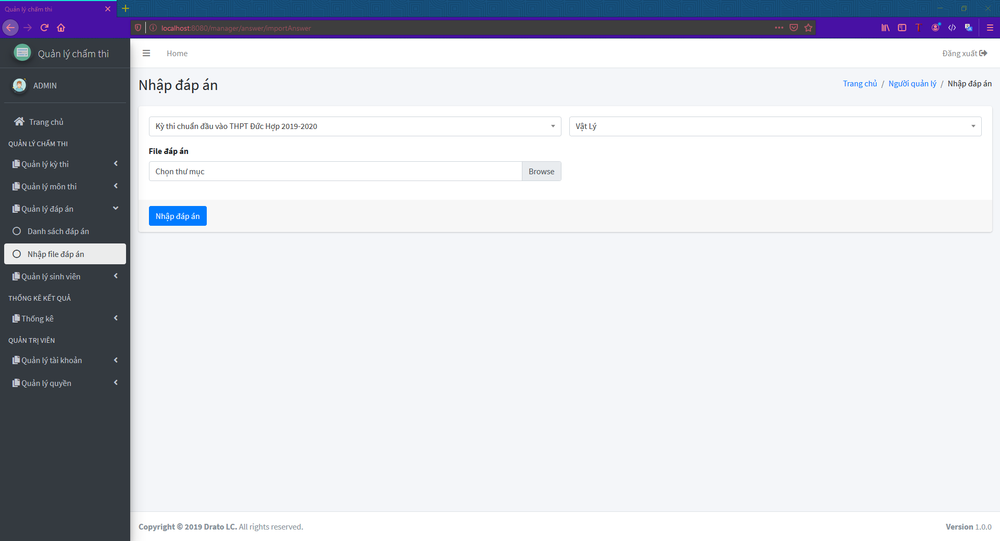 Quản lý chấm thi
localhost:8080/manager/answer/importAnswer
Quản lý chấm thi
Home
Đăng xuất
ADMIN
Nhập đáp án
Trang chủ / Người quản lý / Nhập đáp án
Trang chủ
QUẢN LÝ CHẤM THI
Quản lý kỳ thi
Quản lý môn thi
Quản lý đáp án
Danh sách đáp án
Nhập file đáp án
Quản lý sinh viên
THỐNG KÊ KẾT QUẢ
Thống kê
QUẢN TRỊ VIÊN
Quản lý tài khoản
Quản lý quyền
Kỳ thi chuẩn đầu vào THPT Đức Hợp 2019-2020
Vật Lý
File đáp án
Chọn thư mục
Browse
Nhập đáp án
Copyright © 2019 Drato LC. All rights reserved.
Version 1.0.0